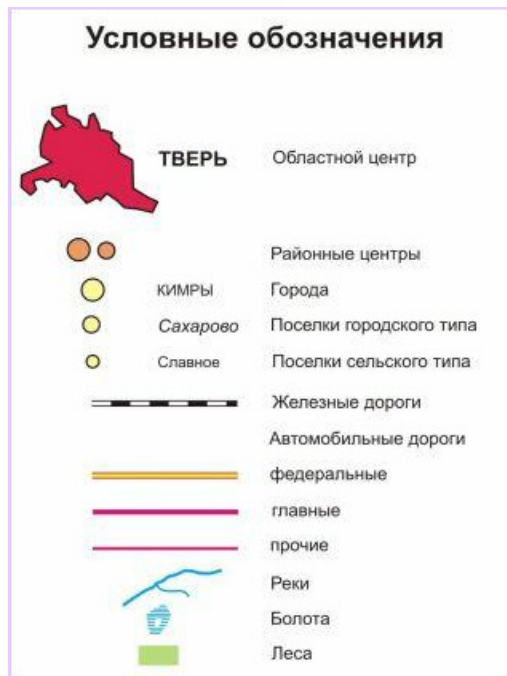 Условные обозначения
ТВЕРЬ Областной центр
Районные центры
КИМРЫ Города
Сахарово Поселки городского типа
Славное Поселки сельского типа
Железные дороги
Автомобильные дороги
федеральные
главные
прочие
Реки
Болота
Леса